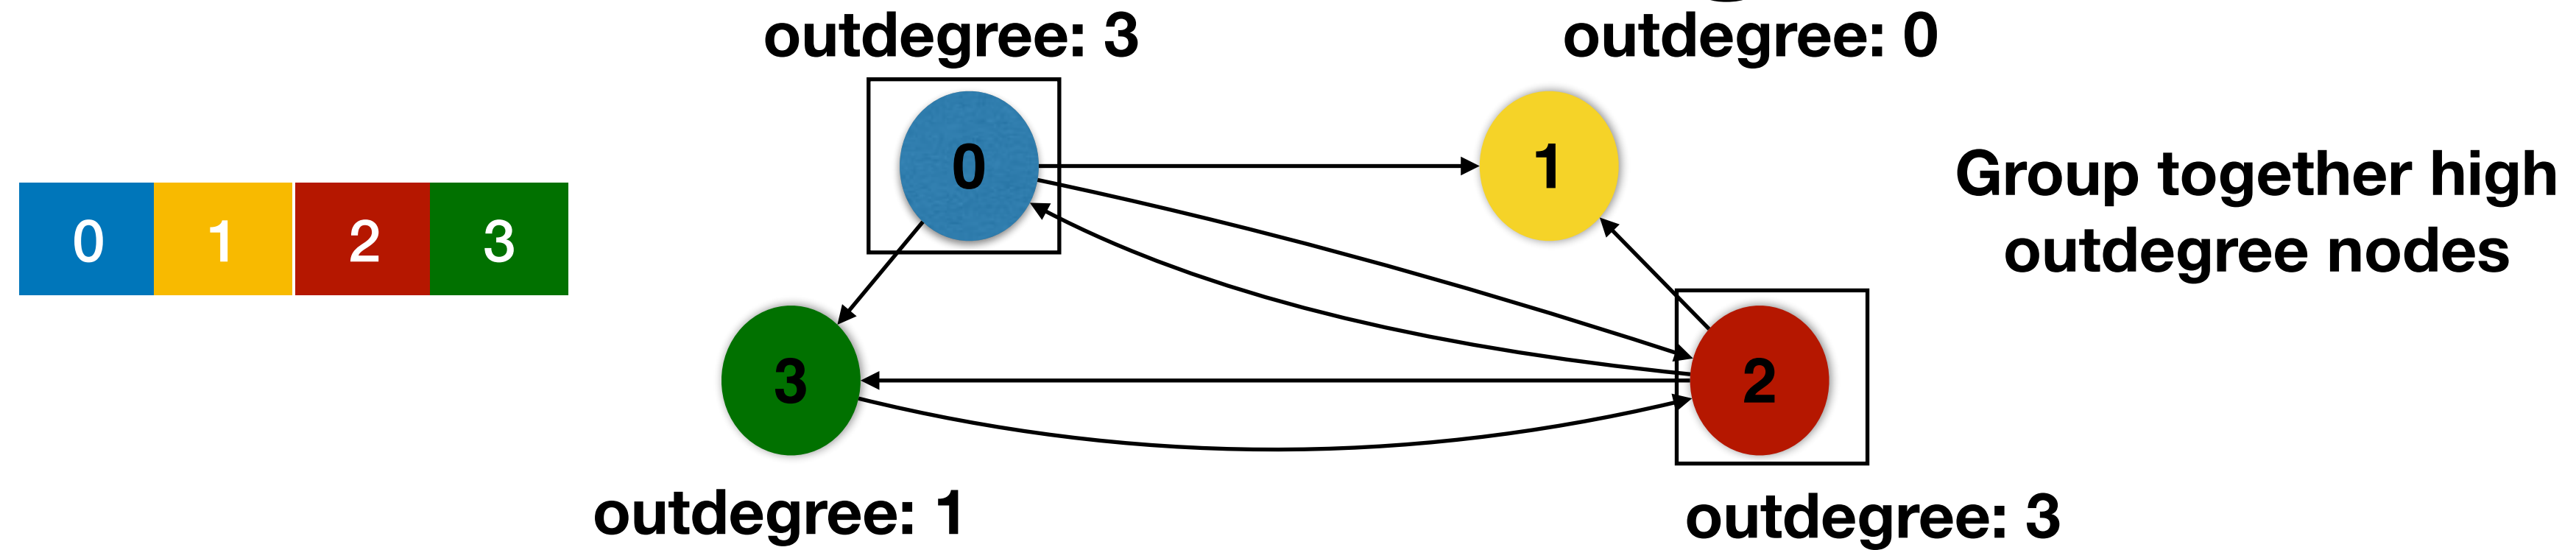 outdegree: 3
outdegree: 0
0
1
Group together high
outdegree nodes
0 1 2 3
3
2
outdegree: 1
outdegree: 3